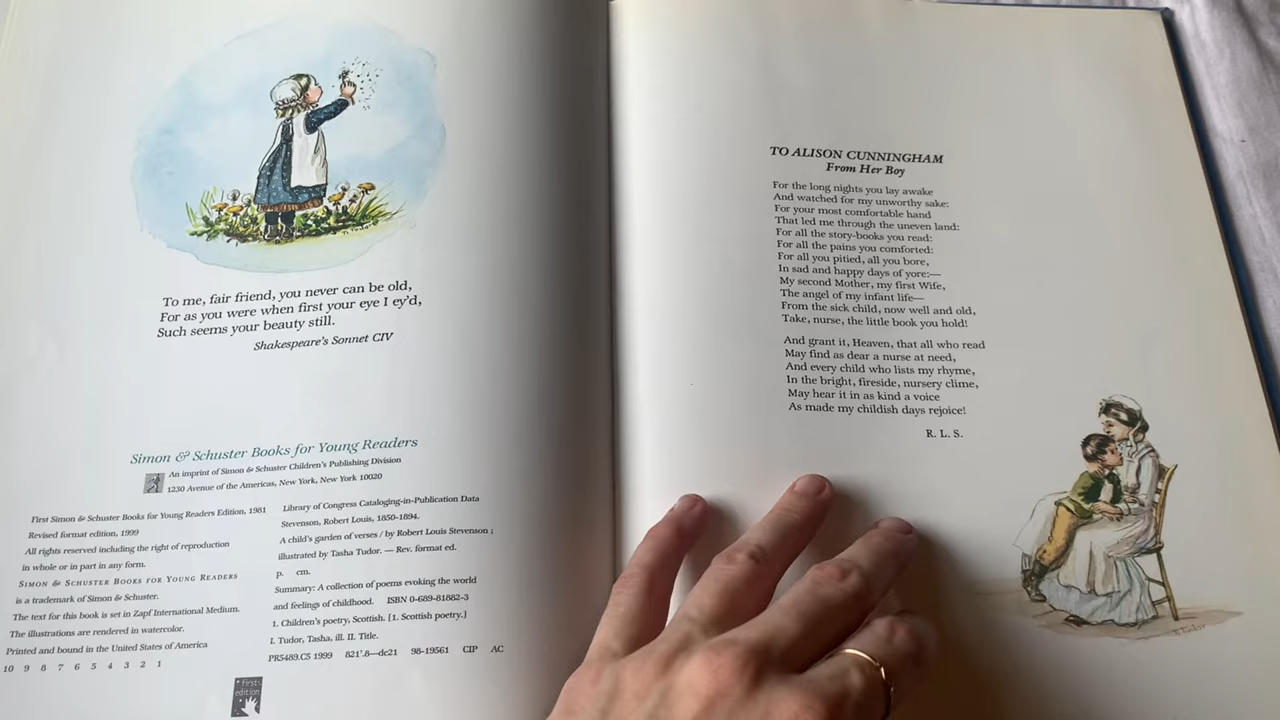 T. Tudor
To me, fair friend, you never can be old,
For as you were when first your eye I ey'd,
Such seems your beauty still.
Shakespeare's Sonnet CIV
Simon & Schuster Books for Young Readers
An imprint of Simon & Schuster Children's Publishing Division
1230 Avenue of the Americas, New York, New York 10020
First Simon & Schuster Books for Young Readers Edition, 1981
Revised format edition, 1999
All rights reserved including the right of reproduction
in whole or in part in any form.
SIMON & SCHUSTER BOOKS FOR YOUNG READERS
is a trademark of Simon & Schuster.
The text for this book is set in Zapf International Medium.
The illustrations are rendered in watercolor.
Printed and bound in the United States of America
10 9 8 7 6 5 4 3 2 1
Library of Congress Cataloging-in-Publication Data
Stevenson, Robert Louis, 1850-1894.
A child's garden of verses / by Robert Louis Stevenson ;
illustrated by Tasha Tudor. — Rev. format ed.
p. cm.
Summary: A collection of poems evoking the world
and feelings of childhood. ISBN 0-689-81882-3
1. Children's poetry, Scottish. [1. Scottish poetry.]
I. Tudor, Tasha, ill. II. Title.
PR5489.C5 1999 821'.8—dc21 98-19561 CIP AC
first
edition
TO ALISON CUNNINGHAM
From Her Boy
For the long nights you lay awake
And watched for my unworthy sake:
For your most comfortable hand
That led me through the uneven land:
For all the story-books you read:
For all the pains you comforted:
For all you pitied, all you bore,
In sad and happy days of yore:—
My second Mother, my first Wife,
The angel of my infant life—
From the sick child, now well and old,
Take, nurse, the little book you hold!
And grant it, Heaven, that all who read
May find as dear a nurse at need,
And every child who lists my rhyme,
In the bright, fireside, nursery clime,
May hear it in as kind a voice
As made my childish days rejoice!
R. L. S.
T. Tudor